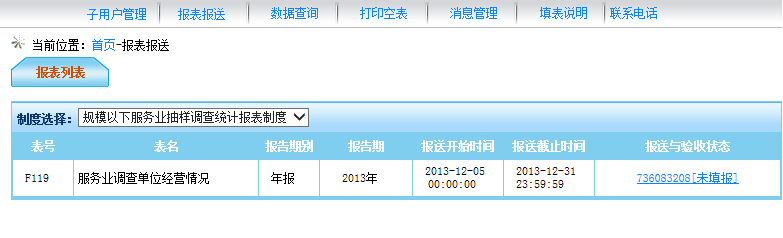 子用户管理 报表报送 数据查询 打印空表 消息管理 填表说明 联系电话
当前位置：首页-报表报送
报表列表
制度选择：规模以下服务业抽样调查统计报表制度
表号 表名 报告期别 报告期 报送开始时间 报送截止时间 报送与验收状态
F119 服务业调查单位经营情况 年报 2013年 2013-12-05 00:00:00 2013-12-31 23:59:59 736083208[未填报]